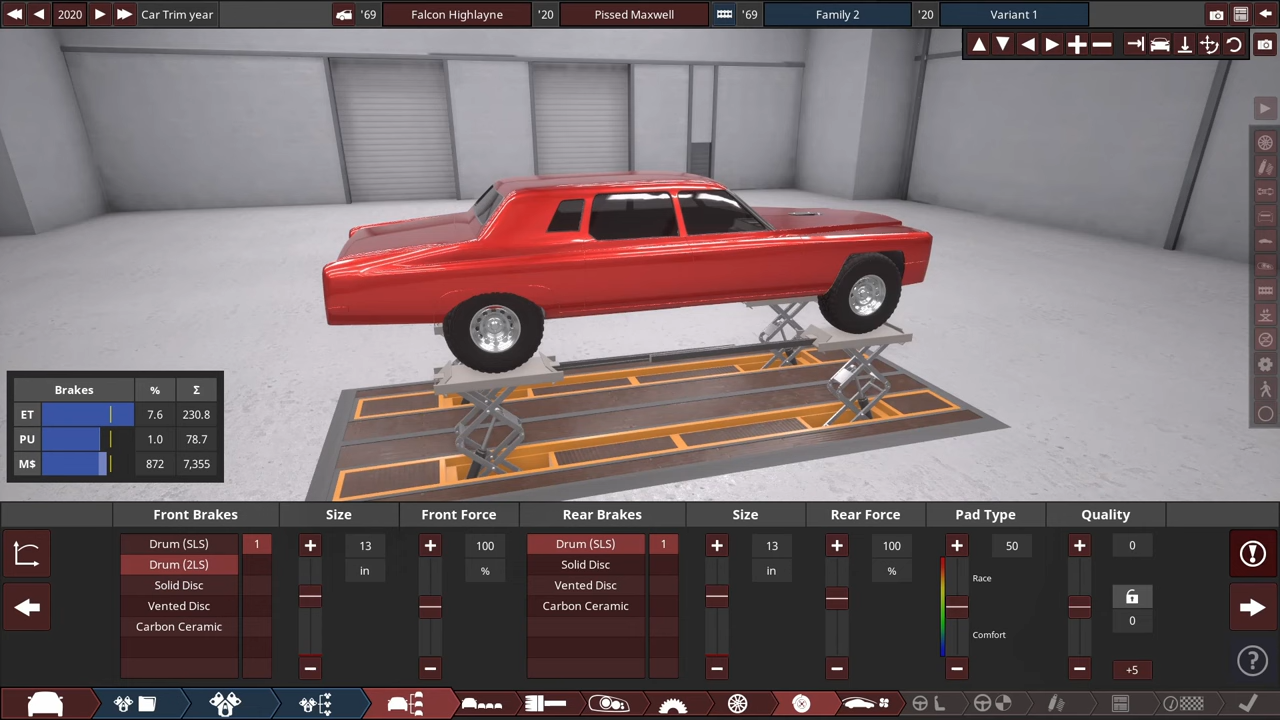 2020 Car Trim year '69 Falcon Highlayne '20 Pissed Maxwell '69 Family 2 '20 Variant 1
Brakes % Σ
ET 7.6 230.8
PU 1.0 78.7
M$ 872 7,355
Front Brakes Size Front Force Rear Brakes Size Rear Force Pad Type Quality
Drum (SLS) 1 13 100 Drum (SLS) 1 13 100 50 0
Drum (2LS) in % Solid Disc in %
Solid Disc Vented Disc Race
Vented Disc Carbon Ceramic 0
Carbon Ceramic Comfort
+5